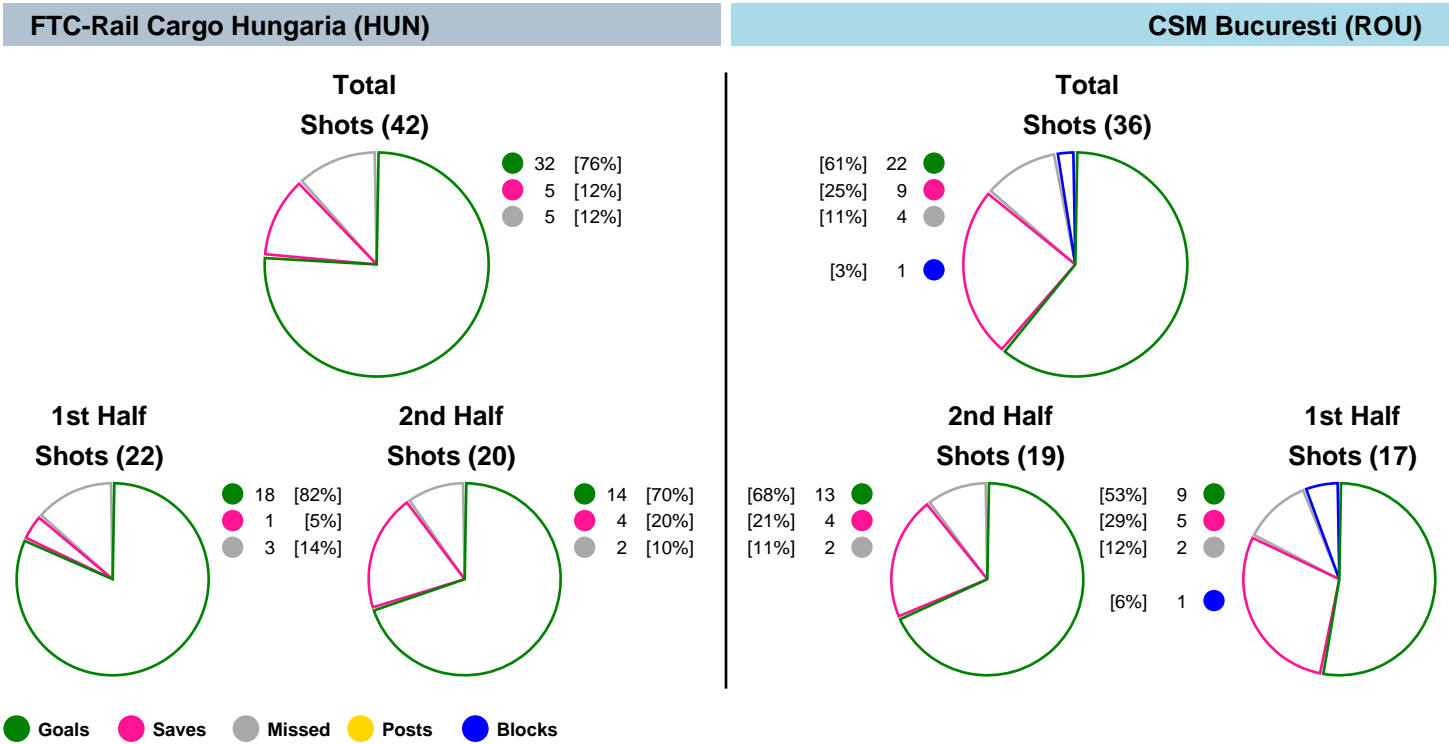 FTC-Rail Cargo Hungaria (HUN)
CSM Bucuresti (ROU)
Total
Shots (42)
32 [76%]
5 [12%]
5 [12%]
Total
Shots (36)
[61%] 22
[25%] 9
[11%] 4
[3%] 1
1st Half
Shots (22)
18 [82%]
1 [5%]
3 [14%]
2nd Half
Shots (20)
14 [70%]
4 [20%]
2 [10%]
2nd Half
Shots (19)
[68%] 13
[21%] 4
[11%] 2
1st Half
Shots (17)
[53%] 9
[29%] 5
[12%] 2
[6%] 1
Goals Saves Missed Posts Blocks